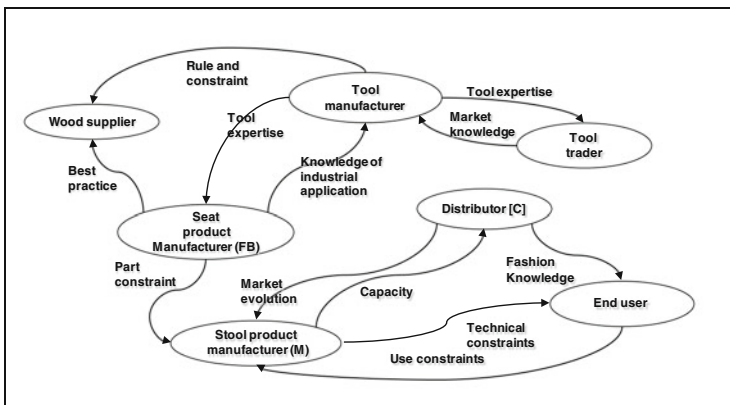 Rule and
constraint
Tool
manufacturer
Tool expertise
Wood supplier
Tool
expertise
Market
knowledge
Tool
trader
Best
practice
Knowledge of
industrial
application
Seat
product
Manufacturer (FB)
Distributor [C]
Part
constraint
Market
evolution
Capacity
Fashion
Knowledge
End user
Stool product
manufacturer (M)
Technical
constraints
Use constraints